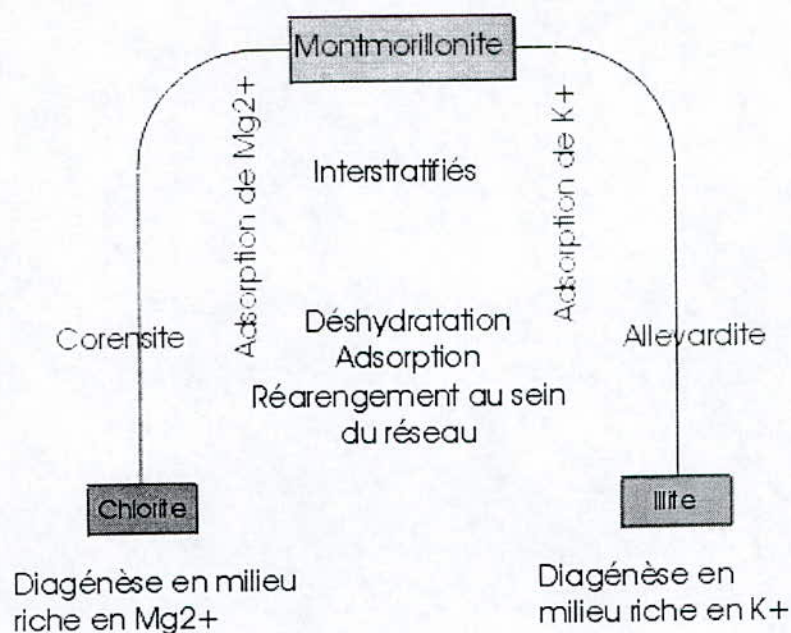 Montmorillonite
Adsorption de Mg2+
Adsorption de K+
Interstratifiés
Corensite
Déshydratation
Adsorption
Réarengement au sein
du réseau
Allevardite
Chlorite
Illite
Diagénèse en milieu
riche en Mg2+
Diagénèse en
milieu riche en K+